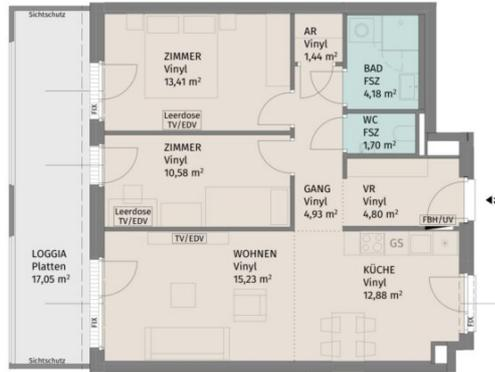 Sichtschutz
ZIMMER
Vinyl
13,41 m²
AR
Vinyl
1,44 m²
BAD
FSZ
4,18 m²
FIX
Leerdose
TV/EDV
WC
FSZ
1,70 m²
ZIMMER
Vinyl
10,58 m²
Leerdose
TV/EDV
GANG
Vinyl
4,93 m²
VR
Vinyl
4,80 m²
FBH/UV
TV/EDV
LOGGIA
Platten
17,05 m²
WOHNEN
Vinyl
15,23 m²
GS
KÜCHE
Vinyl
12,88 m²
FIX
FIX
Sichtschutz